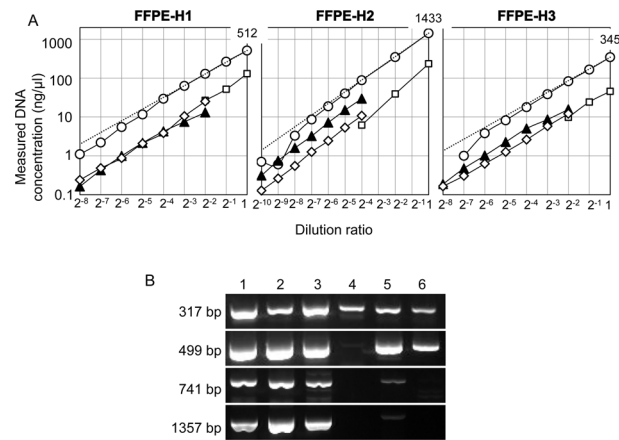 A
FFPE-H1
FFPE-H2
FFPE-H3
512
1433
345
Measured DNA
concentration (ng/µl)
1000
100
10
1
0.1
2-8 2-7 2-6 2-5 2-4 2-3 2-2 2-1 1
2-10 2-9 2-8 2-7 2-6 2-5 2-4 2-3 2-2 2-1 1
2-8 2-7 2-6 2-5 2-4 2-3 2-2 2-1 1
Dilution ratio
B
1 2 3 4 5 6
317 bp
499 bp
741 bp
1357 bp